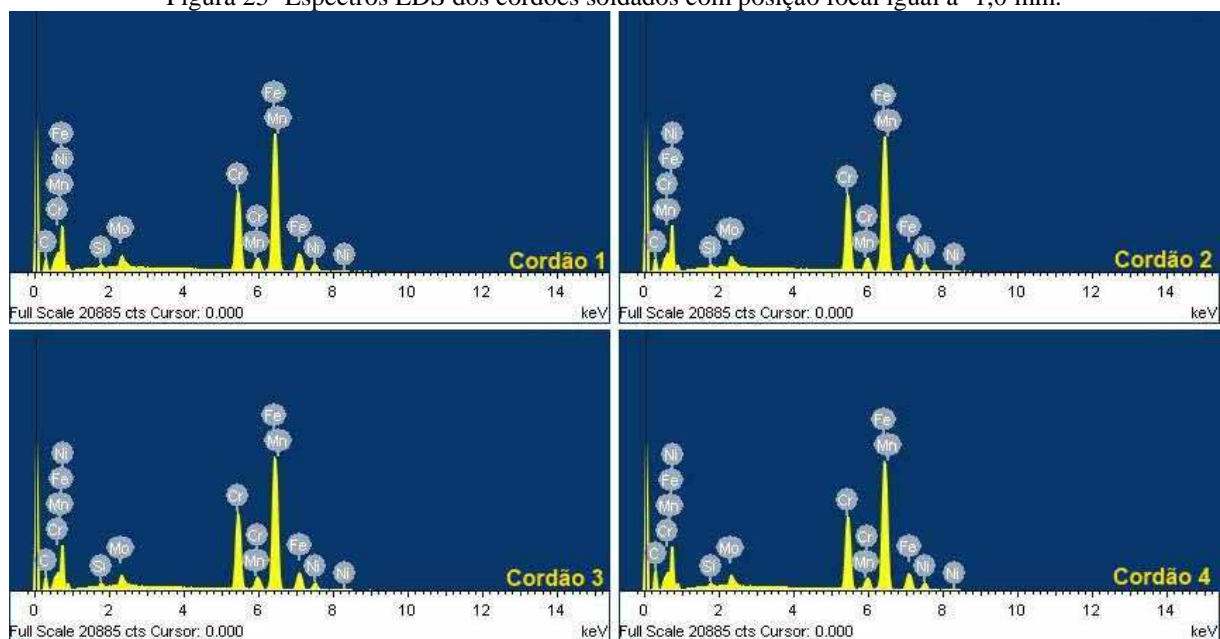 Figura 25- Espectros EDS dos cordões soldados com posição focal igual a -1,0 mm.
Fe
Mn
Fe
Ni
Mn
Cr
C
Si
Mo
Cr
Cr
Mn
Fe
Ni
Ni
Cordão 1
0 2 4 6 8 10 12 14
Full Scale 20885 cts Cursor: 0.000 keV
Fe
Mn
Ni
Fe
Cr
Mn
C
Si
Mo
Cr
Cr
Mn
Fe
Ni
Ni
Cordão 2
0 2 4 6 8 10 12 14
Full Scale 20885 cts Cursor: 0.000 keV
Fe
Mn
Ni
Fe
Mn
Cr
C
Si
Mo
Cr
Cr
Mn
Fe
Ni
Ni
Cordão 3
0 2 4 6 8 10 12 14
Full Scale 20885 cts Cursor: 0.000 keV
Fe
Mn
Ni
Fe
Mn
Cr
C
Si
Mo
Cr
Cr
Mn
Fe
Ni
Ni
Cordão 4
0 2 4 6 8 10 12 14
Full Scale 20885 cts Cursor: 0.000 keV